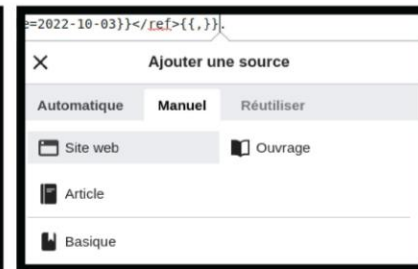 e=2022-10-03}}</ref>{{,}}.
Ajouter une source
Automatique Manuel Réutiliser
Site web Ouvrage
Article
Basique